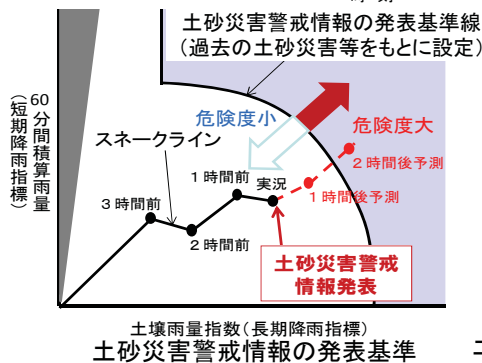 土砂災害警戒情報の発表基準線
(過去の土砂災害等をもとに設定)
60分間積算雨量
(短期降雨指標)
危険度小
危険度大
スネークライン
2時間後予測
1時間前
実況
1時間後予測
3時間前
2時間前
土砂災害警戒
情報発表
土壌雨量指数(長期降雨指標)
土砂災害警戒情報の発表基準